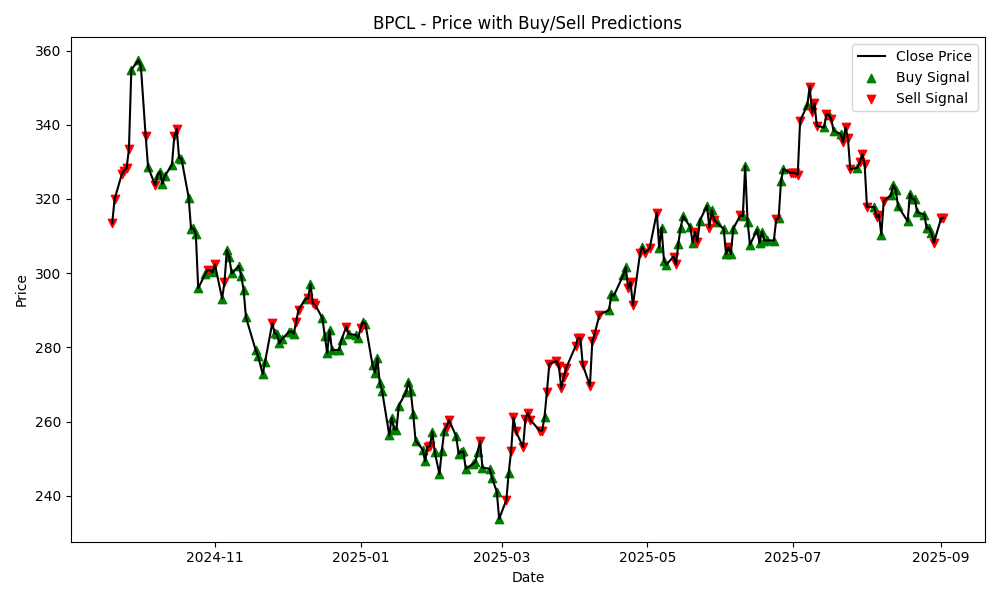 BPCL - Price with Buy/Sell Predictions
Close Price
Buy Signal
Sell Signal
Price
360
340
320
300
280
260
240
2024-11
2025-01
2025-03
2025-05
2025-07
2025-09
Date